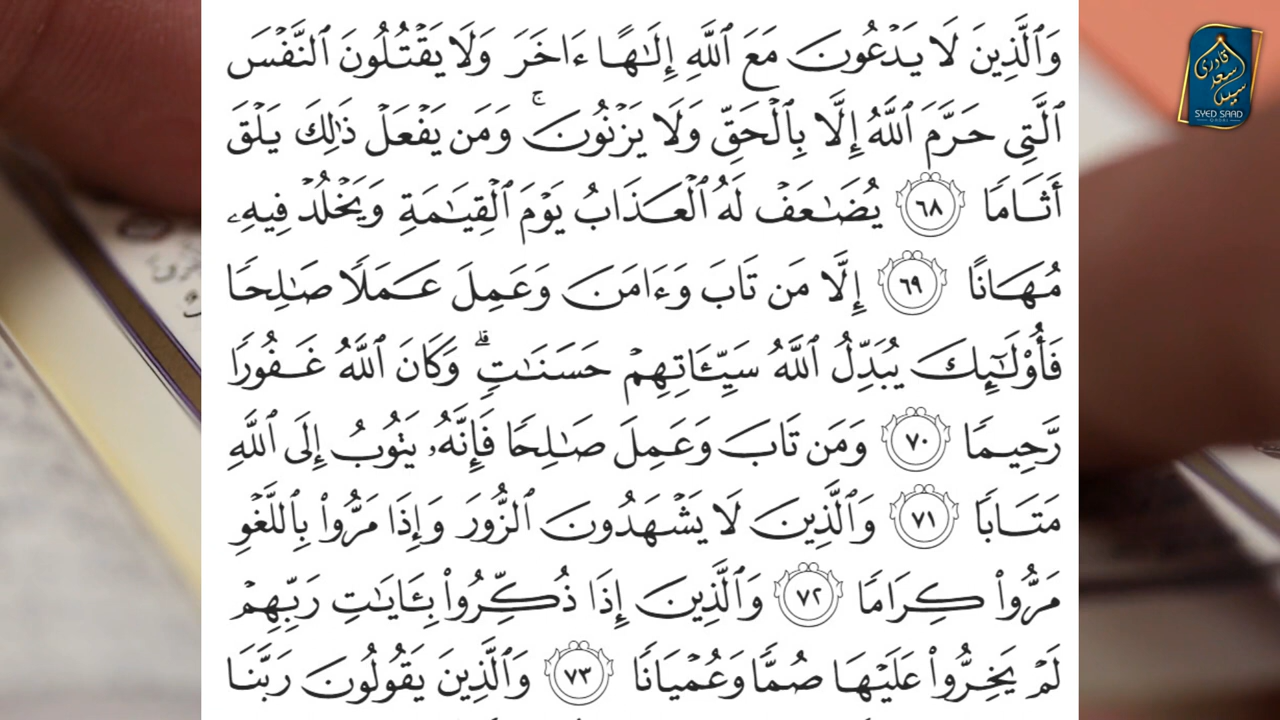 وَٱلَّذِينَ لَا يَدْعُونَ مَعَ ٱللَّهِ إِلَـٰهًا ءَاخَرَ وَلَا يَقْتُلُونَ ٱلنَّفْسَ
ٱلَّتِى حَرَّمَ ٱللَّهُ إِلَّا بِٱلْحَقِّ وَلَا يَزْنُونَ ۚ وَمَن يَفْعَلْ ذَٰلِكَ يَلْقَ
أَثَامًا ٦٨ يُضَـٰعَفْ لَهُ ٱلْعَذَابُ يَوْمَ ٱلْقِيَـٰمَةِ وَيَخْلُدْ فِيهِۦ
مُهَانًا ٦٩ إِلَّا مَن تَابَ وَءَامَنَ وَعَمِلَ عَمَلًا صَـٰلِحًا
فَأُو۟لَـٰٓئِكَ يُبَدِّلُ ٱللَّهُ سَيِّـَٔاتِهِمْ حَسَنَـٰتٍ ۗ وَكَانَ ٱللَّهُ غَفُورًا
رَّحِيمًا ٧٠ وَمَن تَابَ وَعَمِلَ صَـٰلِحًا فَإِنَّهُۥ يَتُوبُ إِلَى ٱللَّهِ
مَتَابًا ٧١ وَٱلَّذِينَ لَا يَشْهَدُونَ ٱلزُّورَ وَإِذَا مَرُّوا۟ بِٱللَّغْوِ
مَرُّوا۟ كِرَامًا ٧٢ وَٱلَّذِينَ إِذَا ذُكِّرُوا۟ بِـَٔايَـٰتِ رَبِّهِمْ
لَمْ يَخِرُّوا۟ عَلَيْهَا صُمًّا وَعُمْيَانًا ٧٣ وَٱلَّذِينَ يَقُولُونَ رَبَّنَا
SYED SAAD